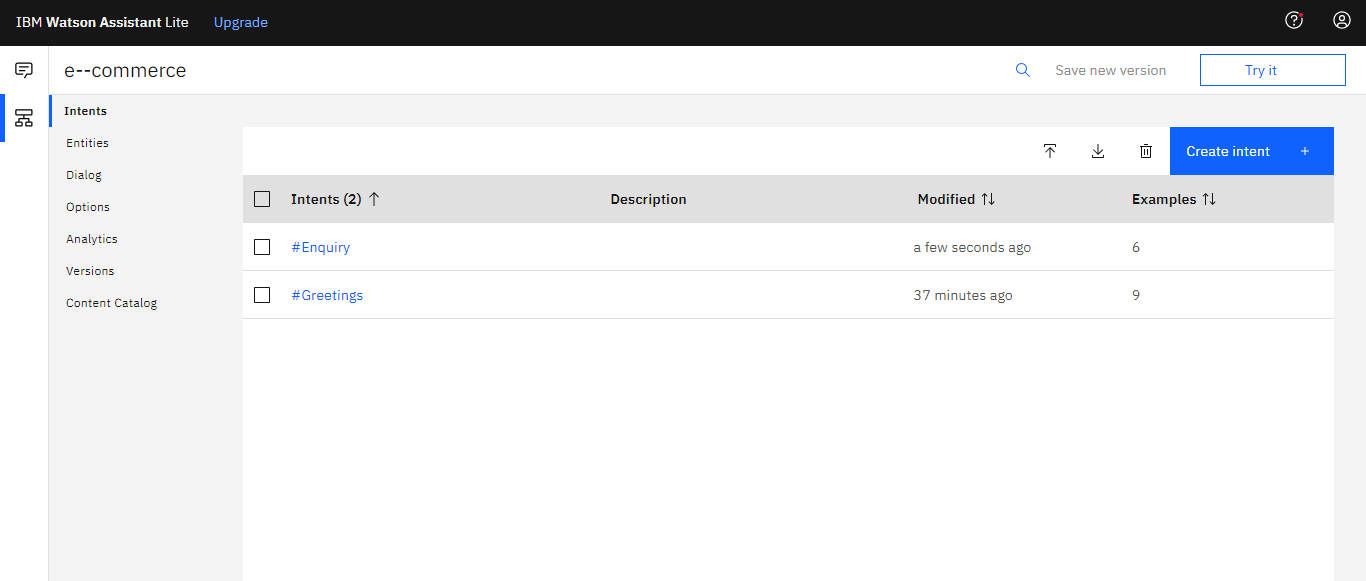 IBM Watson Assistant Lite Upgrade
e--commerce Save new version Try it
Intents
Entities
Dialog
Options
Analytics
Versions
Content Catalog
Create intent +
Intents (2) Description Modified Examples
#Enquiry a few seconds ago 6
#Greetings 37 minutes ago 9